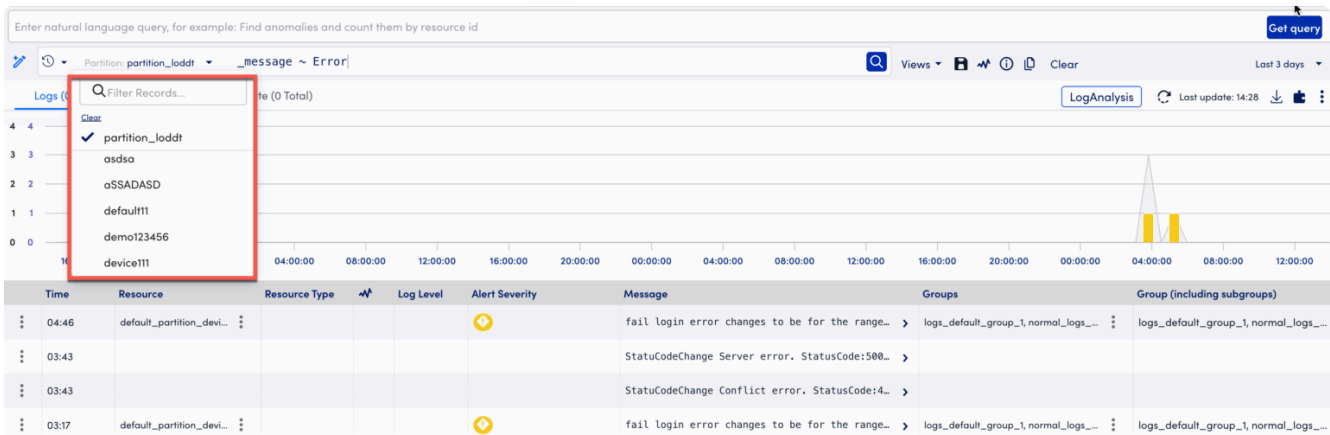 Enter natural language query, for example: Find anomalies and count them by resource id
Get query
Partition: partition_loddt _message ~ Error
Views Clear Last 3 days
Logs (0 te (0 Total)
LogAnalysis Last update: 14:28
Filter Records...
Clear
partition_loddt
asdsa
aSSADASD
default11
demo123456
device111
4 4
3 3
2 2
1 1
0 0
04:00:00 08:00:00 12:00:00 16:00:00 20:00:00 00:00:00 04:00:00 08:00:00 12:00:00 16:00:00 20:00:00 00:00:00 04:00:00 08:00:00 12:00:00
Time Resource Resource Type Log Level Alert Severity Message Groups Group (including subgroups)
04:46 default_partition_devi... fail login error changes to be for the range... logs_default_group_1, normal_logs_... logs_default_group_1, normal_logs_...
03:43 StatuCodeChange Server error. StatusCode:500...
03:43 StatuCodeChange Conflict error. StatusCode:4...
03:17 default_partition_devi... fail login error changes to be for the range... logs_default_group_1, normal_logs_... logs_default_group_1, normal_logs_...